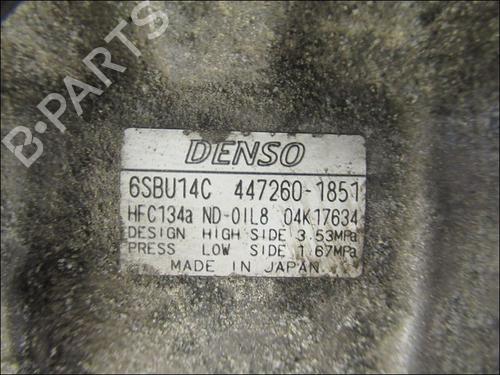 B-PARTS
DENSO
6SBU14C 447260-1851
HFC134a ND-OIL8 04K17634
DESIGN HIGH SIDE 3.53MPa
PRESS LOW SIDE 1.67MPa
MADE IN JAPAN